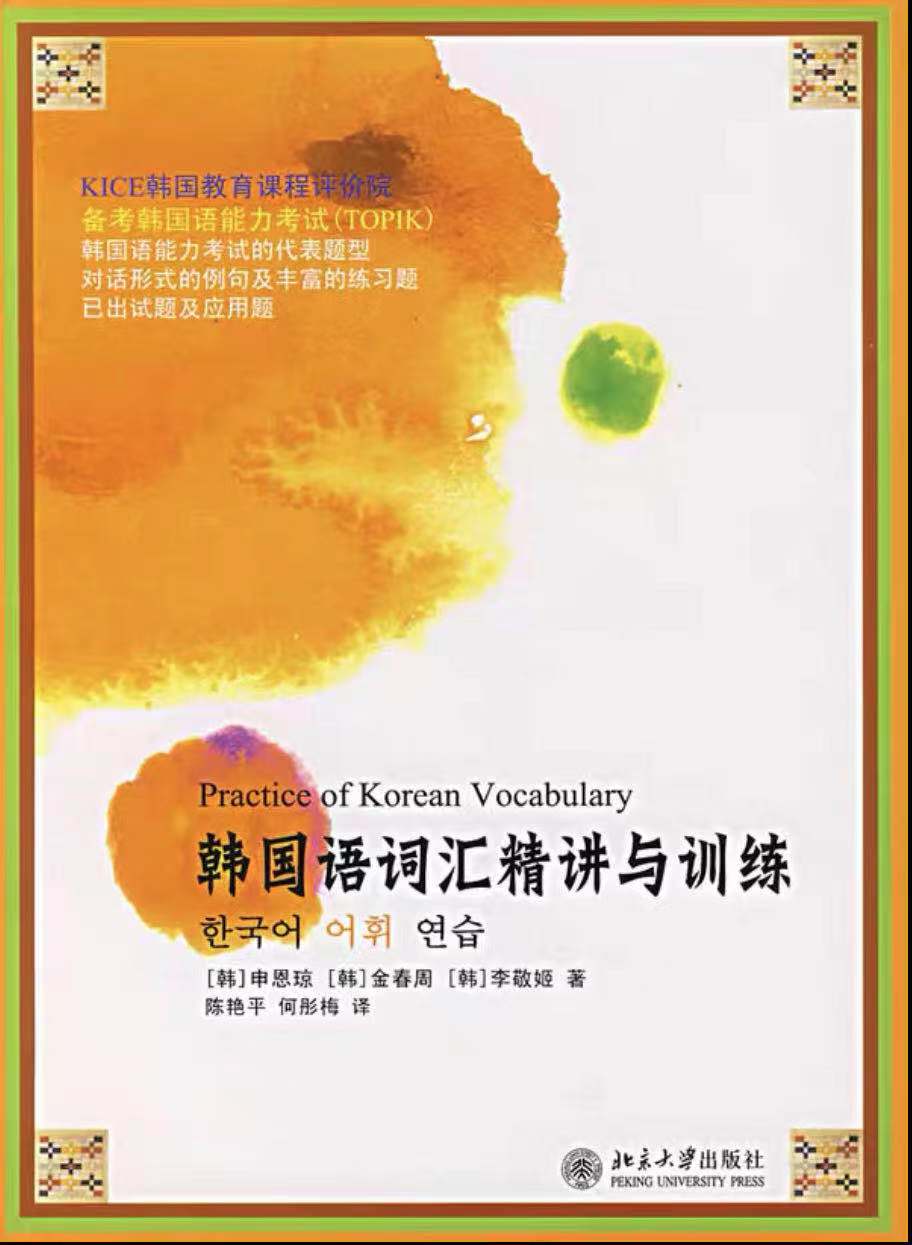 KICE韩国教育课程评价院
备考韩国语能力考试(TOPIK)
韩国语能力考试的代表题型
对话形式的例句及丰富的练习题
已出试题及应用题
Practice of Korean Vocabulary
韩国语词汇精讲与训练
한국어 어휘 연습
[韩]申恩琼 [韩]金春周 [韩]李敬姬 著
陈艳平 何彤梅 译
北京大学出版社
PEKING UNIVERSITY PRESS